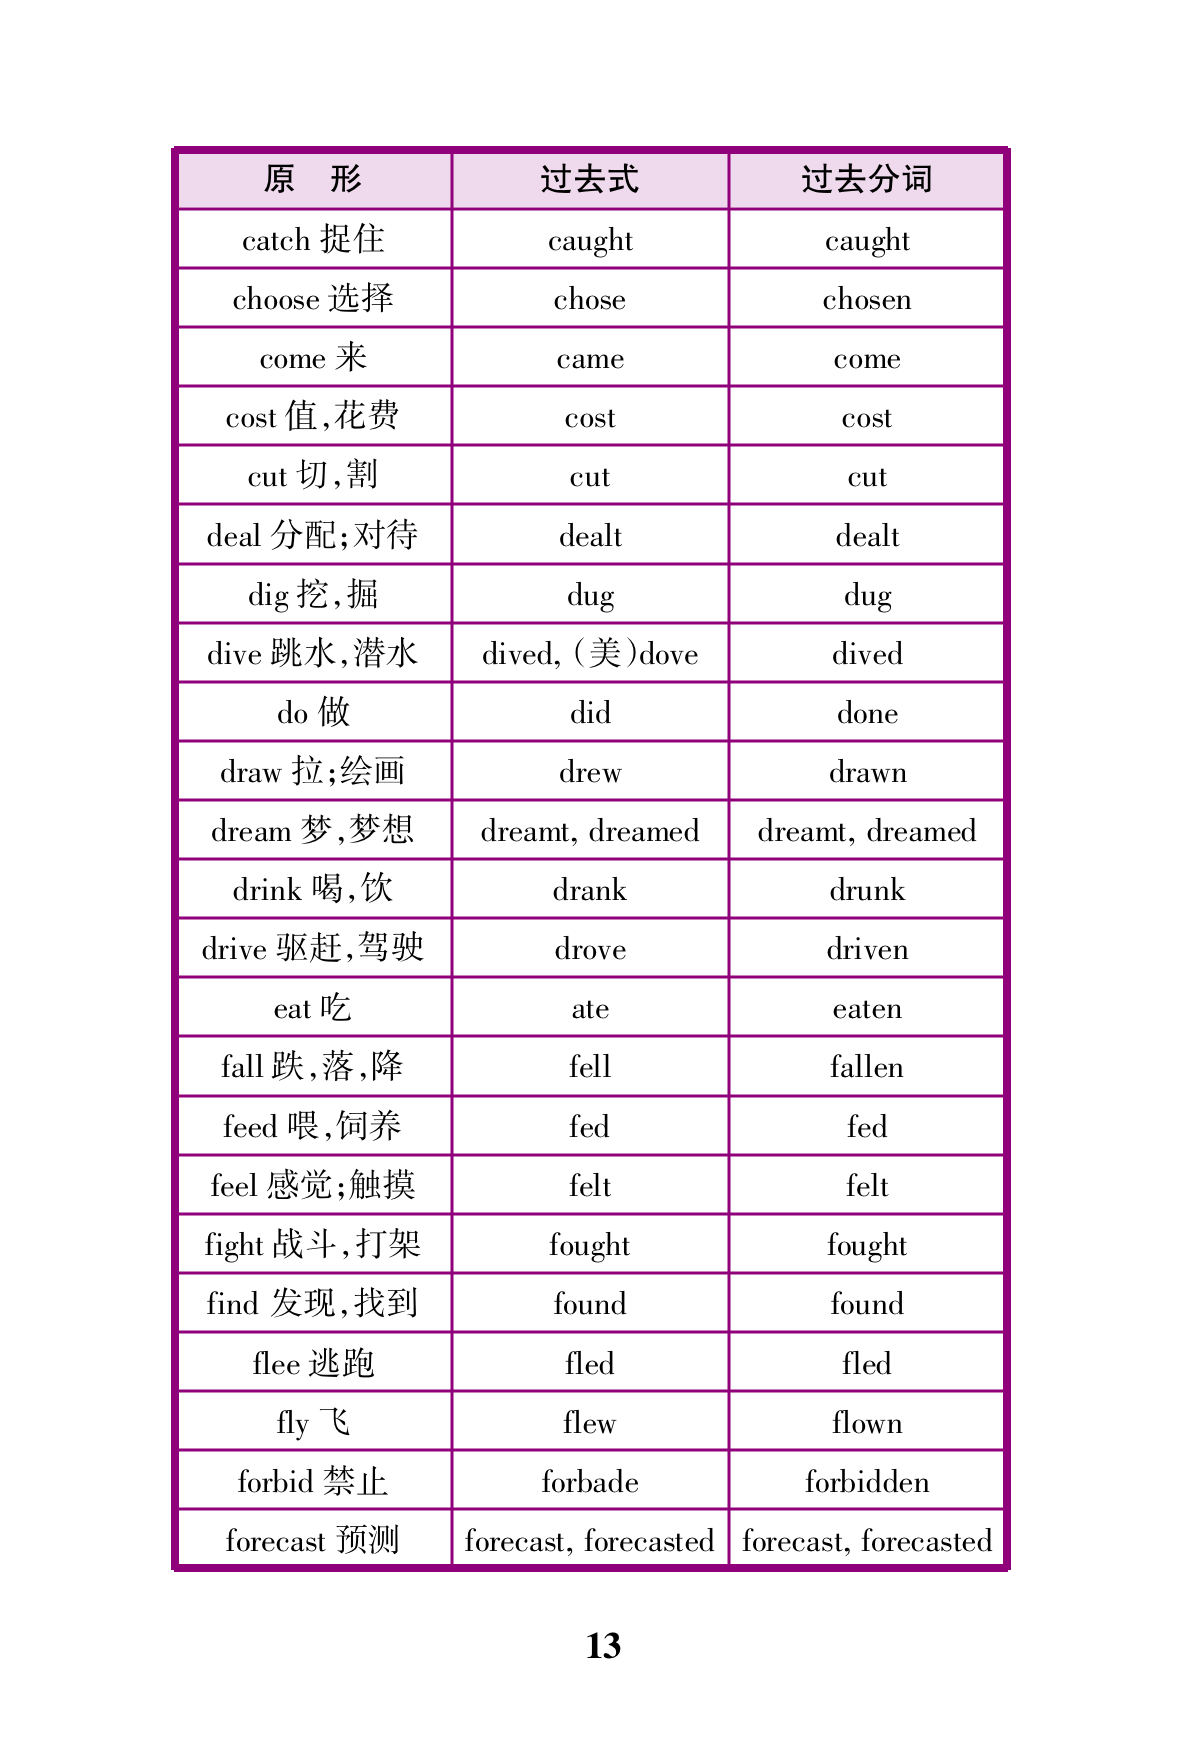 原 形 过去式 过去分词
catch 捉住 caught caught
choose 选择 chose chosen
come 来 came come
cost 值,花费 cost cost
cut 切,割 cut cut
deal 分配;对待 dealt dealt
dig 挖,掘 dug dug
dive 跳水,潜水 dived, (美)dove dived
do 做 did done
draw 拉;绘画 drew drawn
dream 梦,梦想 dreamt, dreamed dreamt, dreamed
drink 喝,饮 drank drunk
drive 驱赶,驾驶 drove driven
eat 吃 ate eaten
fall 跌,落,降 fell fallen
feed 喂,饲养 fed fed
feel 感觉;触摸 felt felt
fight 战斗,打架 fought fought
find 发现,找到 found found
flee 逃跑 fled fled
fly 飞 flew flown
forbid 禁止 forbade forbidden
forecast 预测 forecast, forecasted forecast, forecasted
13